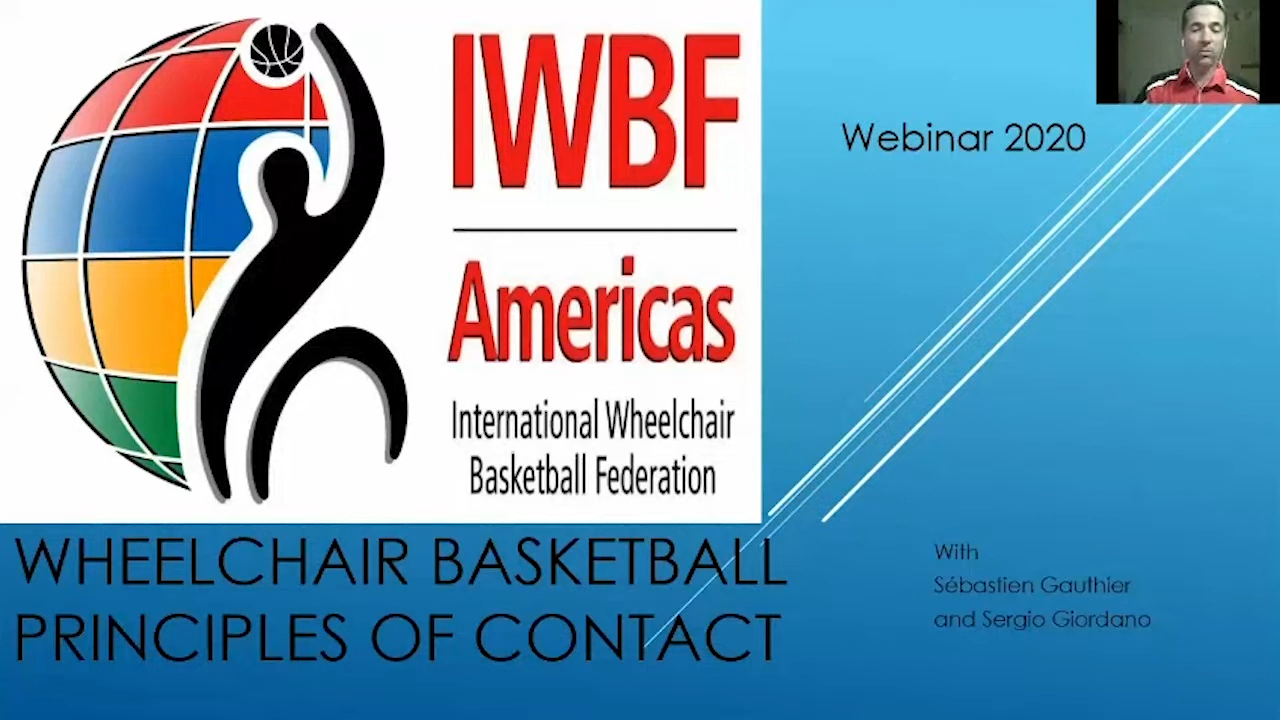 IWBF
Americas
International Wheelchair
Basketball Federation
Webinar 2020
WHEELCHAIR BASKETBALL
PRINCIPLES OF CONTACT
With
Sébastien Gauthier
and Sergio Giordano